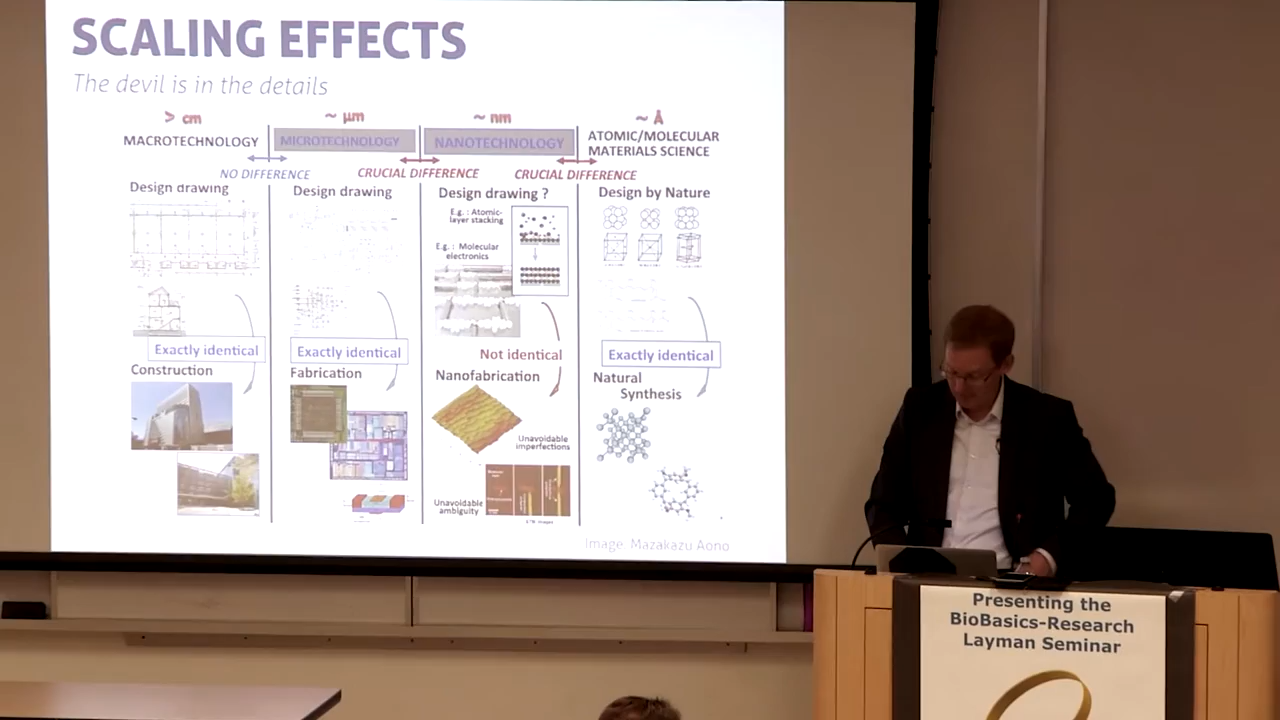 SCALING EFFECTS
The devil is in the details
> cm
MACROTECHNOLOGY
~ μm
MICROTECHNOLOGY
~ nm
NANOTECHNOLOGY
~ Å
ATOMIC/MOLECULAR
MATERIALS SCIENCE
NO DIFFERENCE
CRUCIAL DIFFERENCE
CRUCIAL DIFFERENCE
Design drawing
Exactly identical
Construction
Design drawing
Exactly identical
Fabrication
Design drawing ?
E.g. : Atomic-
layer stacking
E.g. : Molecular
electronics
Not identical
Nanofabrication
Unavoidable
imperfections
Unavoidable
ambiguity
Design by Nature
Exactly identical
Natural
Synthesis
Image: Mazakazu Aono
Presenting the
BioBasics-Research
Layman Seminar